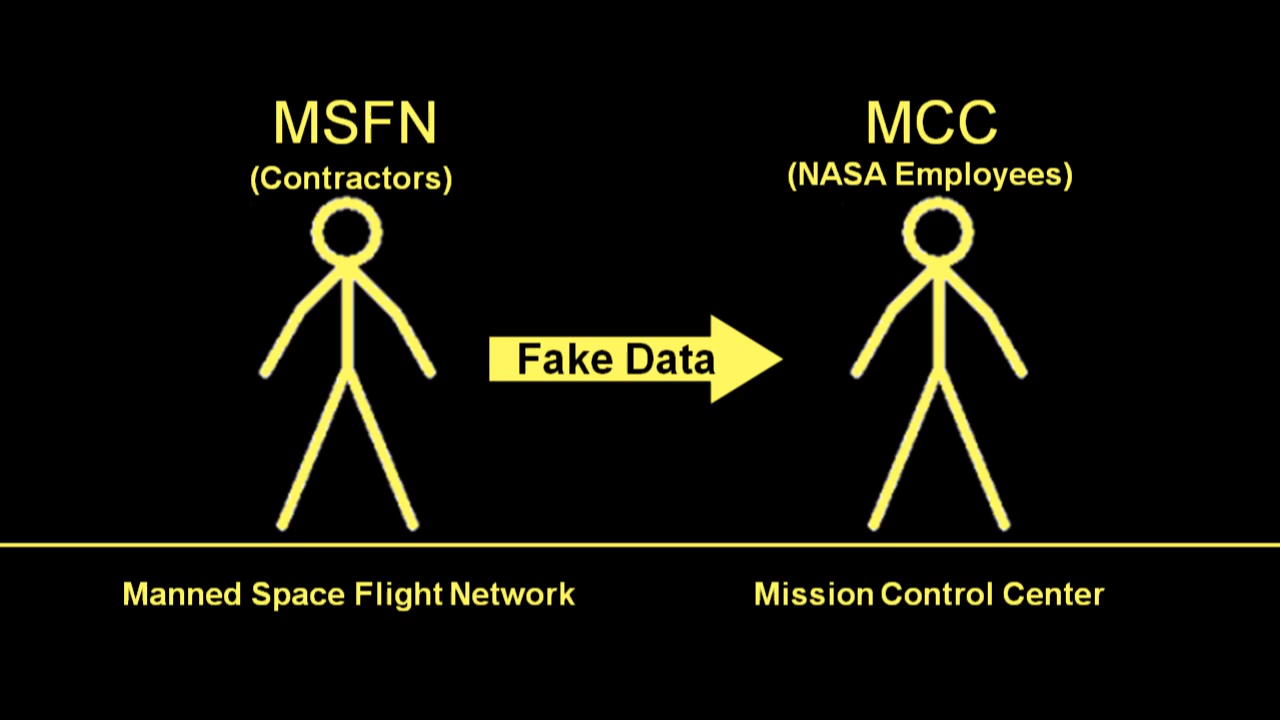 MSFN
(Contractors)
MCC
(NASA Employees)
Fake Data
Manned Space Flight Network
Mission Control Center